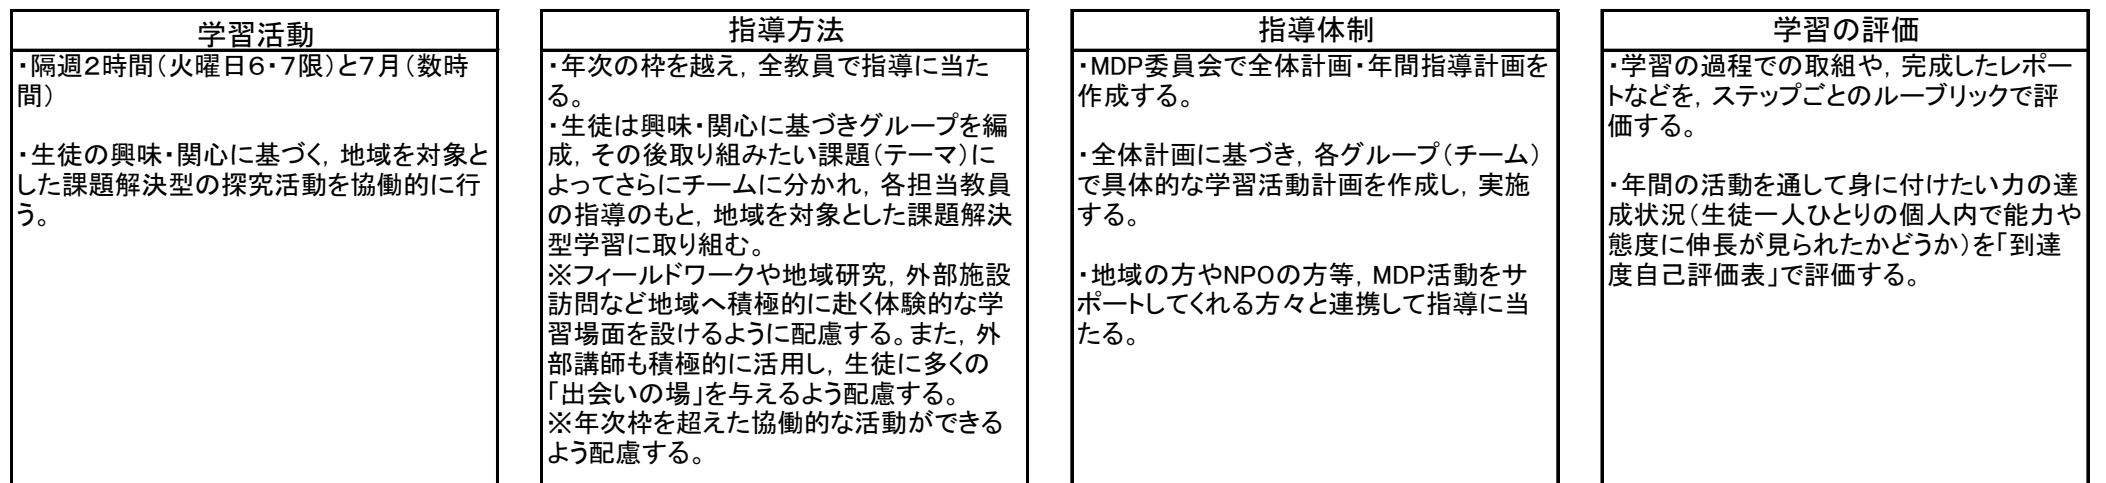 学習活動
・隔週2時間（火曜日6・7限）と7月（数時
間）
・生徒の興味・関心に基づく，地域を対象と
した課題解決型の探究活動を協働的に行
う。
指導方法
・年次の枠を越え，全教員で指導に当た
る。
・生徒は興味・関心に基づきグループを編
成，その後取り組みたい課題（テーマ）に
よってさらにチームに分かれ，各担当教員
の指導のもと，地域を対象とした課題解決
型学習に取り組む。
※フィールドワークや地域研究，外部施設
訪問など地域へ積極的に赴く体験的な学
習場面を設けるように配慮する。また，外
部講師も積極的に活用し，生徒に多くの
「出会いの場」を与えるよう配慮する。
※年次枠を超えた協働的な活動ができる
よう配慮する。
指導体制
・MDP委員会で全体計画・年間指導計画を
作成する。
・全体計画に基づき，各グループ（チーム）
で具体的な学習活動計画を作成し，実施
する。
・地域の方やNPOの方等，MDP活動をサ
ポートしてくれる方々と連携して指導に当
たる。
学習の評価
・学習の過程での取組や，完成したレポー
トなどを，ステップごとのルーブリックで評
価する。
・年間の活動を通して身に付けたい力の達
成状況（生徒一人ひとりの個人内で能力や
態度に伸長が見られたかどうか）を「到達
度自己評価表」で評価する。